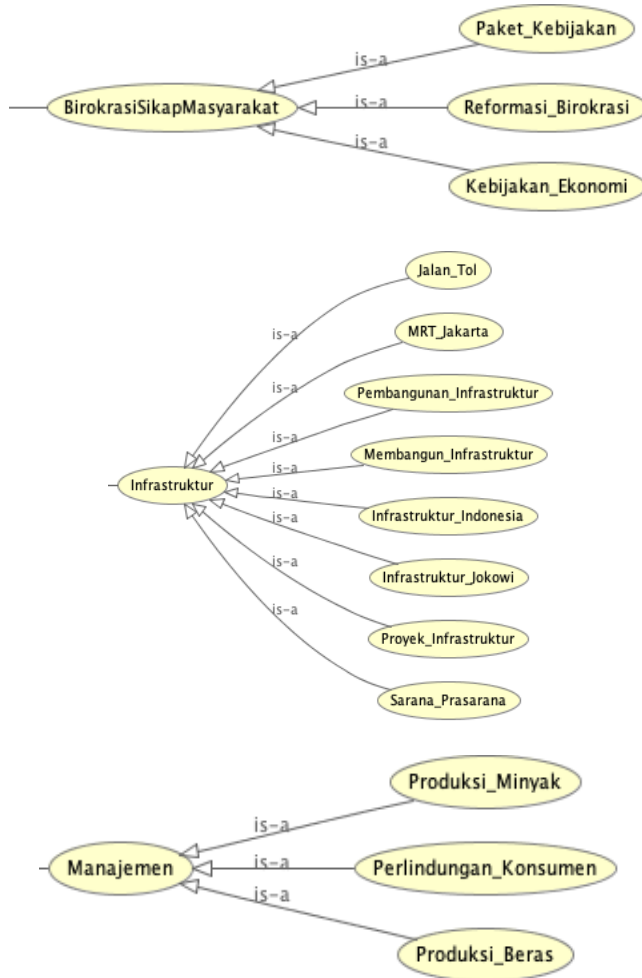 Paket_Kebijakan
is-a
BirokrasiSikapMasyarakat
is-a
Reformasi_Birokrasi
is-a
Kebijakan_Ekonomi
Jalan_Tol
is-a
MRT_Jakarta
is-a
Pembangunan_Infrastruktur
is-a
Membangun_Infrastruktur
is-a
Infrastruktur
is-a
Infrastruktur_Indonesia
is-a
Infrastruktur_Jokowi
is-a
Proyek_Infrastruktur
is-a
Sarana_Prasarana
Produksi_Minyak
is-a
Manajemen
is-a
Perlindungan_Konsumen
is-a
Produksi_Beras